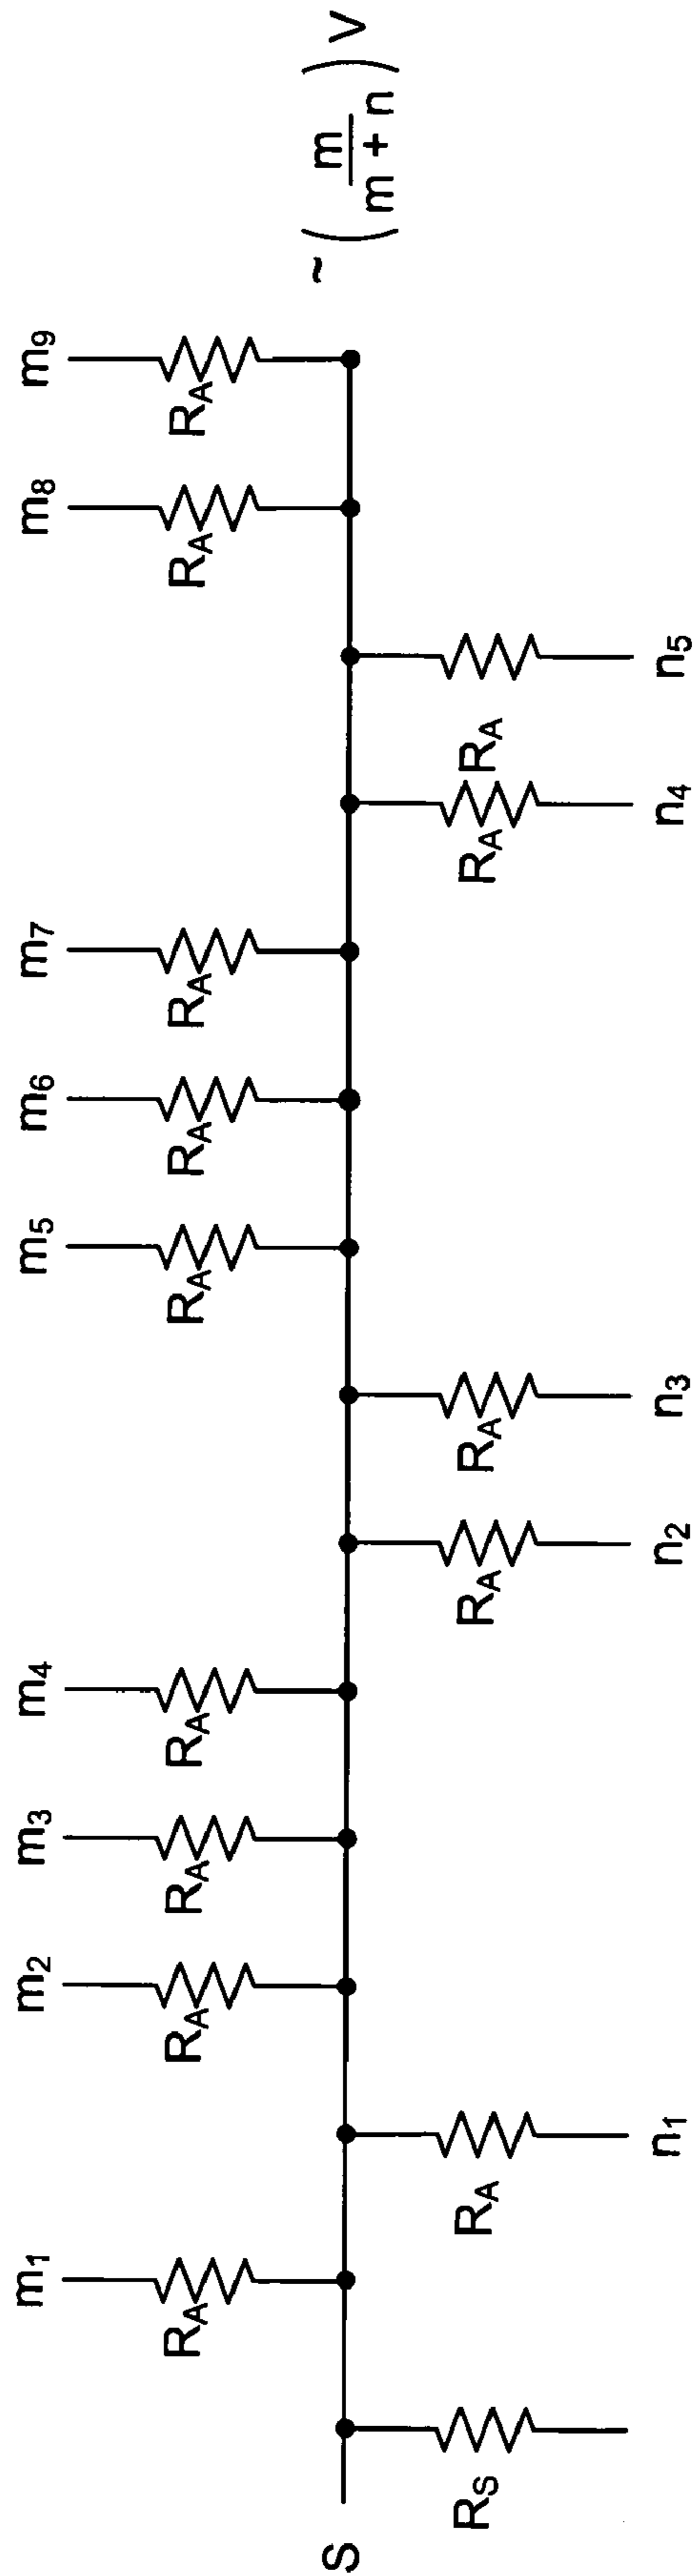 m1 m2 m3 m4 m5 m6 m7 m8 m9
RA RA RA RA RA RA RA RA RA
S
~ ( m / m + n ) V
RS RA RA RA RA RA
n1 n2 n3 n4 n5